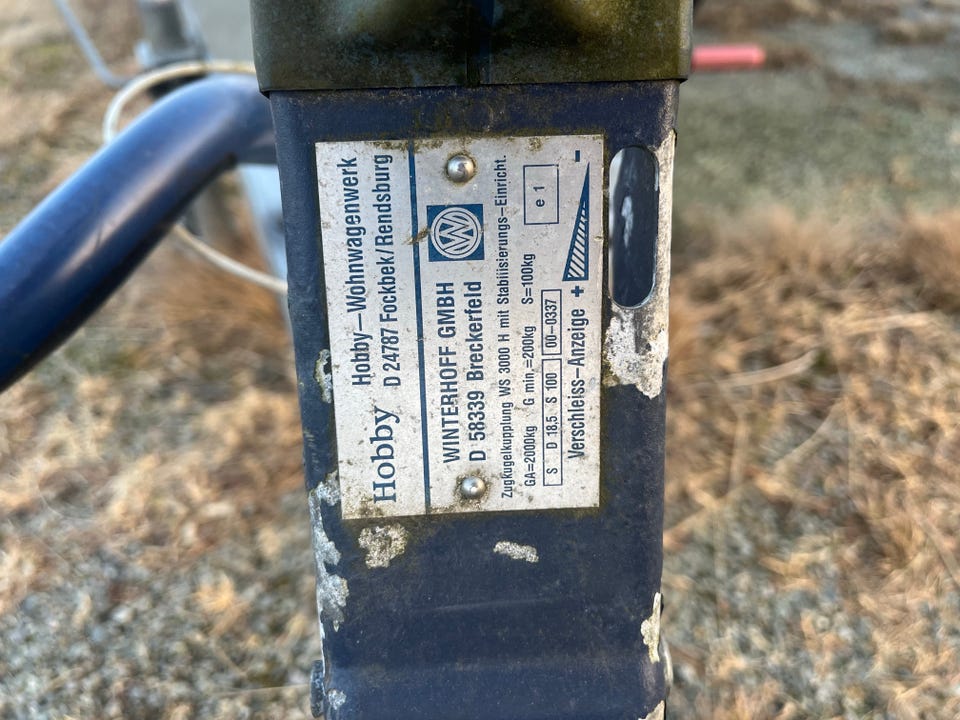 Hobby Hobby–Wohnwagenwerk
D 24787 Fockbek/Rendsburg
WINTERHOFF GMBH
D 58339 Breckerfeld
W
Zugkugelkupplung WS 3000 H mit Stabiiisierungs–Einricht.
GA=2000kg G min.=200kg S=100kg
e 1
S D 18.5 S 100 00–0337
Verschleiss–Anzeige + -